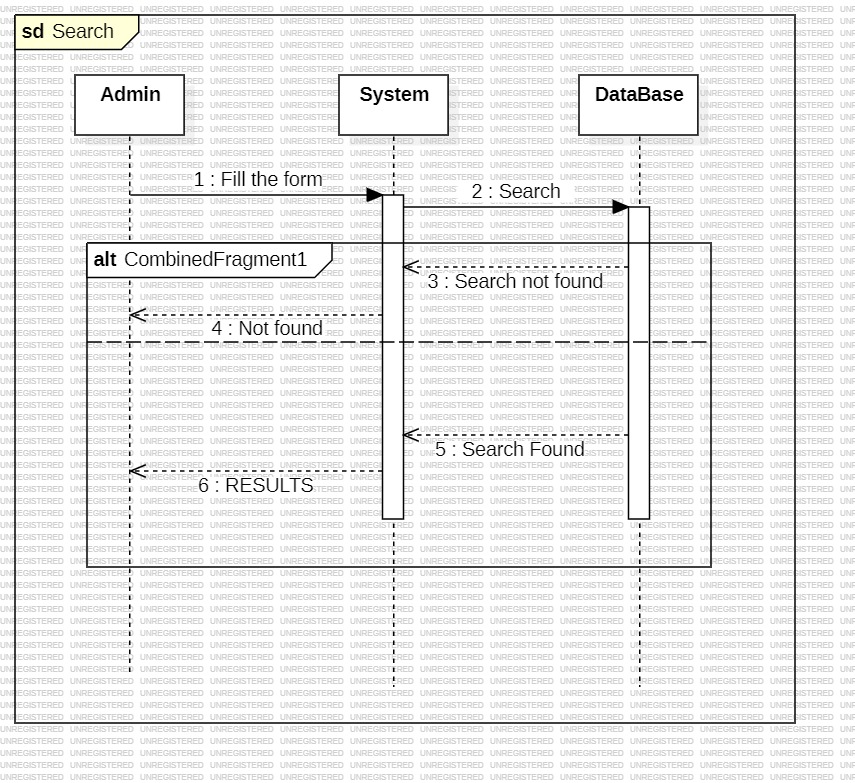 sd Search
Admin System DataBase
1 : Fill the form
2 : Search
alt CombinedFragment1
3 : Search not found
4 : Not found
5 : Search Found
6 : RESULTS
UNREGISTERED